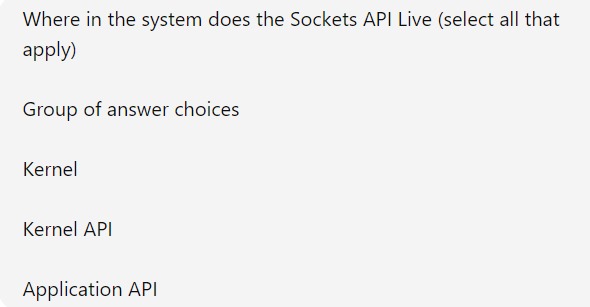 Where in the system does the Sockets API Live (select all that
apply)
Group of answer choices
Kernel
Kernel API
Application API